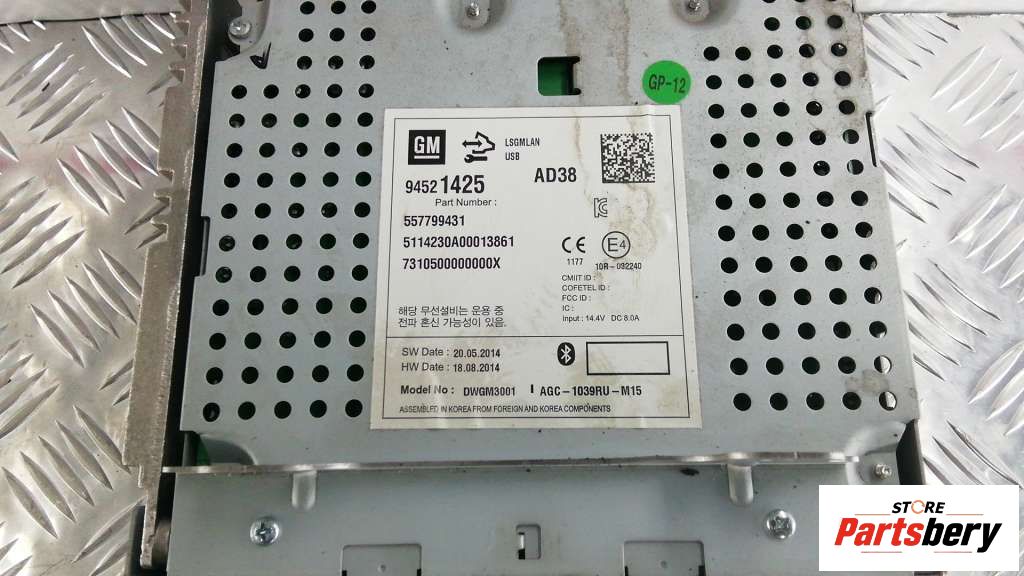 GP-12
GM
LSGMLAN
USB
94521425
AD38
Part Number :
557799431
5114230A00013861
7310500000000X
CE
1177
E4
10R-032240
CMIIT ID :
COFETEL ID :
FCC ID :
IC :
Input : 14.4V DC 8.0A
해당 무선설비는 운용 중
전파 혼신 가능성이 있음.
SW Date : 20.05.2014
HW Date : 18.08.2014
Model No : DWGM3001 I AGC-1039RU-M15
ASSEMBLED IN KOREA FROM FOREIGN AND KOREA COMPONENTS
STORE
Partsbery